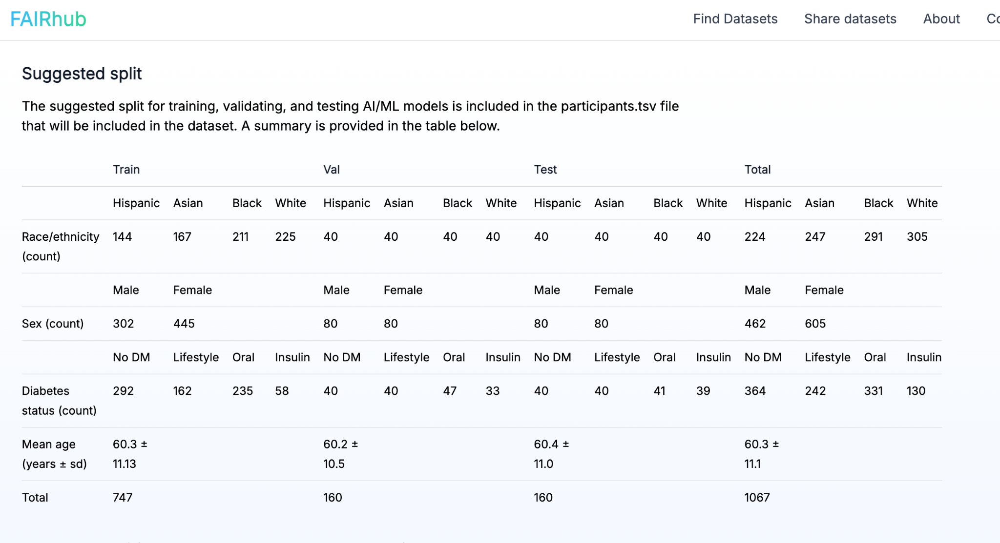 FAIRhub
Find Datasets Share datasets About Co
Suggested split
The suggested split for training, validating, and testing AI/ML models is included in the participants.tsv file
that will be included in the dataset. A summary is provided in the table below.
Train Val Test Total
Hispanic Asian Black White Hispanic Asian Black White Hispanic Asian Black White Hispanic Asian Black White
Race/ethnicity 144 167 211 225 40 40 40 40 40 40 40 40 224 247 291 305
(count)
Male Female Male Female Male Female Male Female
Sex (count) 302 445 80 80 80 80 462 605
No DM Lifestyle Oral Insulin No DM Lifestyle Oral Insulin No DM Lifestyle Oral Insulin No DM Lifestyle Oral Insulin
Diabetes 292 162 235 58 40 40 47 33 40 40 41 39 364 242 331 130
status (count)
Mean age 60.3 ± 60.2 ± 60.4 ± 60.3 ±
(years ± sd) 11.13 10.5 11.0 11.1
Total 747 160 160 1067